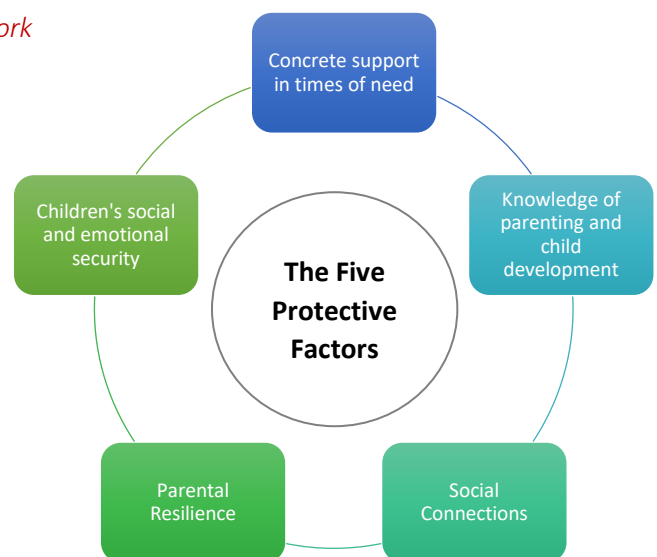 Concrete support
in times of need
Knowledge of
parenting and
child
development
Social
Connections
Parental
Resilience
Children's social
and emotional
security
The Five
Protective
Factors